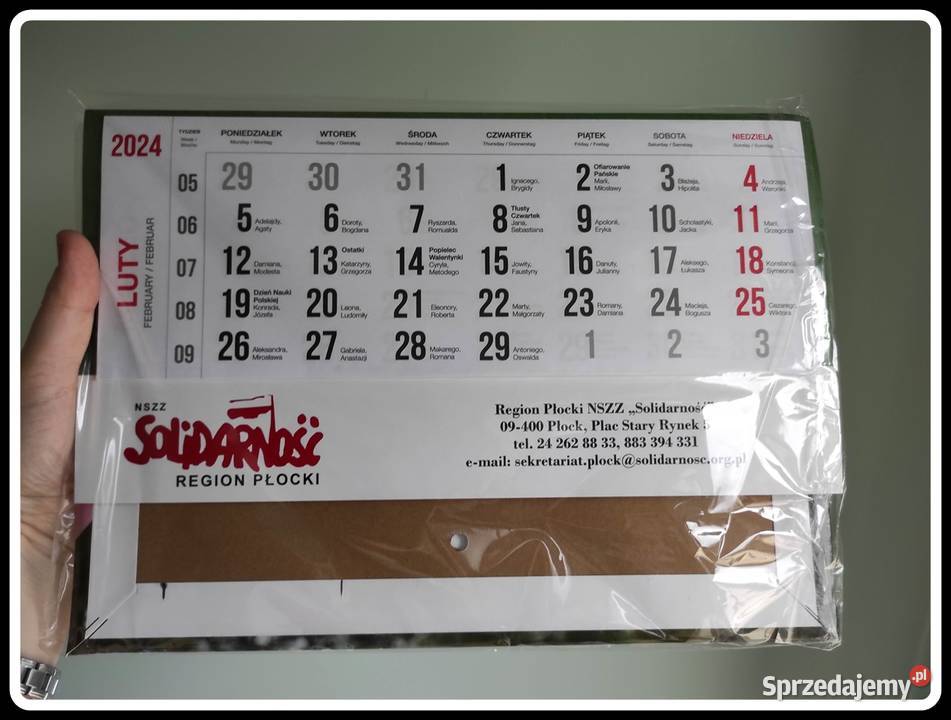 2024
TYDZIEŃ
PONIEDZIAŁEK WTOREK ŚRODA CZWARTEK PIĄTEK SOBOTA NIEDZIELA
Monday / Montag Tuesday / Dienstag Wednesday / Mittwoch Thursday / Donnerstag Friday / Freitag Saturday / Samstag Sunday / Sonntag
LUTY
FEBRUARY / FEBRUAR
05 29 30 31 1 Ignacego, Brygidy 2 Ofiarowanie Pańskie Marii, Miłosławy 3 Błażeja, Hipolita 4 Andrzeja, Weroniki
06 5 Adelajdy, Agaty 6 Doroty, Bogdana 7 Ryszarda, Romualda 8 Tłusty Czwartek Jana, Sebastiana 9 Apolonii, Eryka 10 Scholastyki, Jacka 11 Marii, Grzegorza
07 12 Damiana, Modesta 13 Ostatki Katarzyny, Grzegorza 14 Popielec Walentynki Cyryla, Metodego 15 Jowity, Faustyny 16 Danuty, Julianny 17 Aleksego, Łukasza 18 Konstancji, Symeona
08 19 Dzień Nauki Polskiej Konrada, Józefa 20 Leona, Ludomiły 21 Eleonory, Roberta 22 Marty, Małgorzaty 23 Romany, Damiana 24 Macieja, Bogusza 25 Cezarego, Wiktora
09 26 Aleksandra, Mirosława 27 Gabriela, Anastazji 28 Makarego, Romana 29 Antoniego, Oswalda 1 2 3
NSZZ
SOLIDARNOŚĆ
REGION PŁOCKI
Region Płocki NSZZ „Solidarność”
09-400 Płock, Plac Stary Rynek
tel. 24 262 88 33, 883 394 331
e-mail: sekretariat.plock@solidarnosc.org.pl
Sprzedajemy.pl